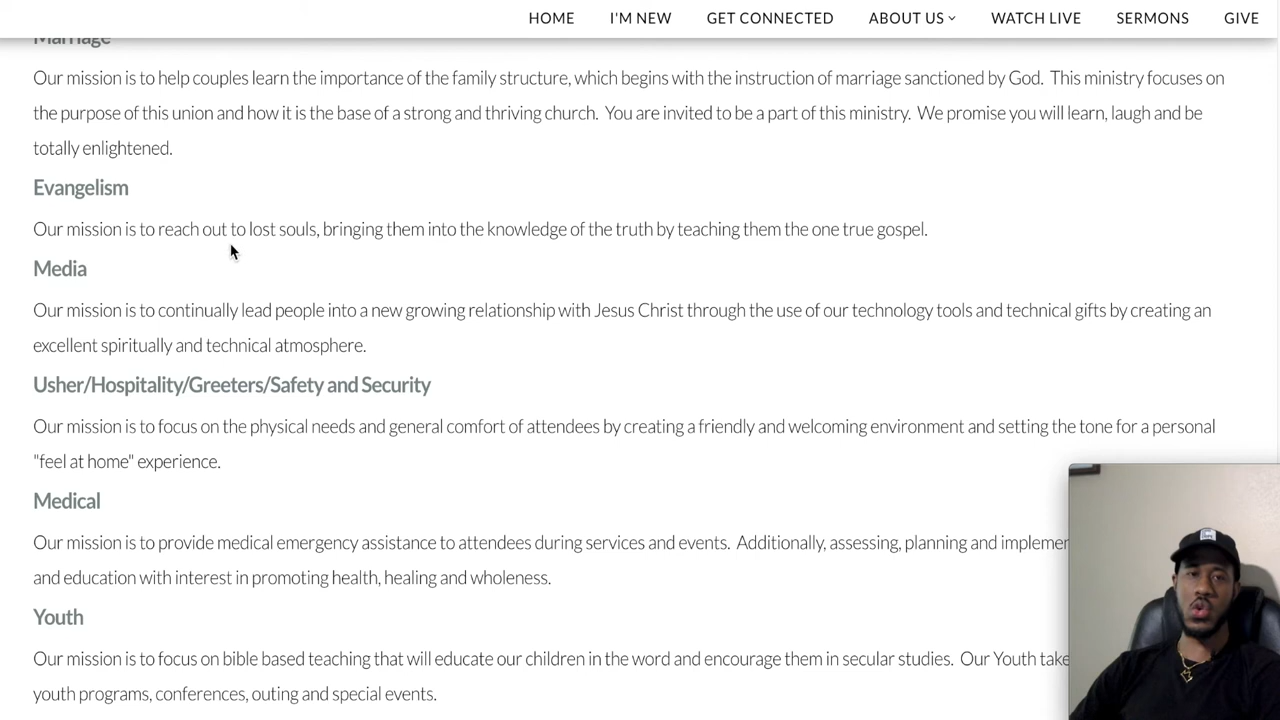 HOME I'M NEW GET CONNECTED ABOUT US WATCH LIVE SERMONS GIVE
Marriage
Our mission is to help couples learn the importance of the family structure, which begins with the instruction of marriage sanctioned by God. This ministry focuses on
the purpose of this union and how it is the base of a strong and thriving church. You are invited to be a part of this ministry. We promise you will learn, laugh and be
totally enlightened.
Evangelism
Our mission is to reach out to lost souls, bringing them into the knowledge of the truth by teaching them the one true gospel.
Media
Our mission is to continually lead people into a new growing relationship with Jesus Christ through the use of our technology tools and technical gifts by creating an
excellent spiritually and technical atmosphere.
Usher/Hospitality/Greeters/Safety and Security
Our mission is to focus on the physical needs and general comfort of attendees by creating a friendly and welcoming environment and setting the tone for a personal
"feel at home" experience.
Medical
Our mission is to provide medical emergency assistance to attendees during services and events. Additionally, assessing, planning and implemen
and education with interest in promoting health, healing and wholeness.
Youth
Our mission is to focus on bible based teaching that will educate our children in the word and encourage them in secular studies. Our Youth take
youth programs, conferences, outing and special events.